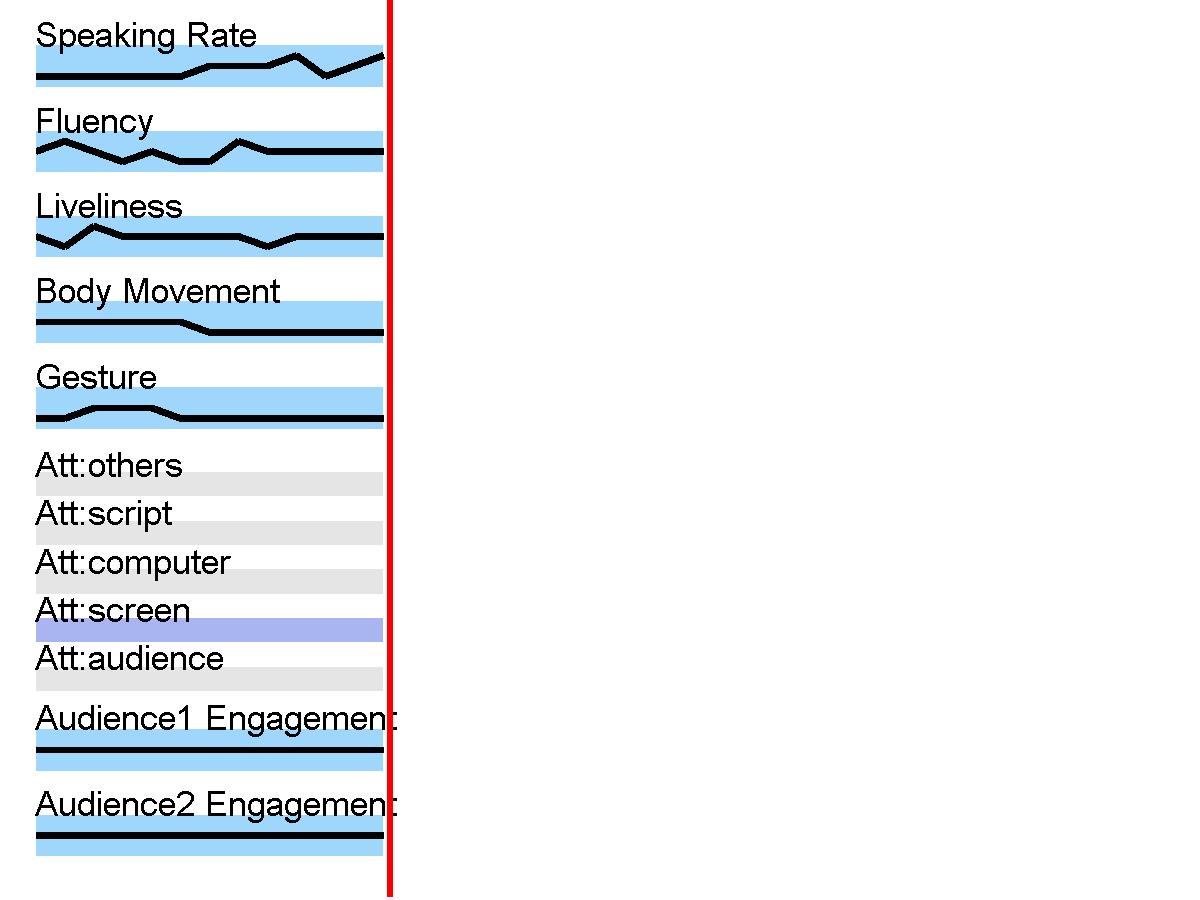 Speaking Rate
Fluency
Liveliness
Body Movement
Gesture
Att:others
Att:script
Att:computer
Att:screen
Att:audience
Audience1 Engagement
Audience2 Engagement